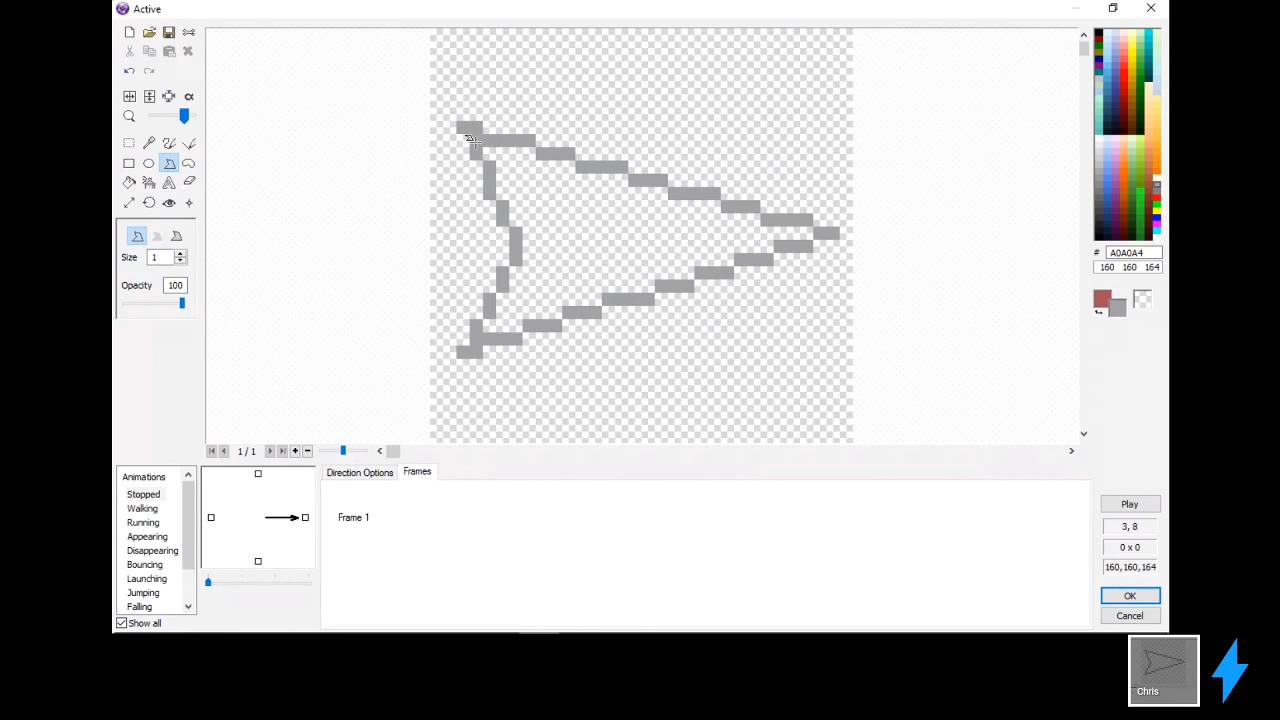 Active
Size
1
Opacity
100
#
A0A0A4
160 160 164
1 / 1
Animations
Stopped
Walking
Running
Appearing
Disappearing
Bouncing
Launching
Jumping
Falling
Show all
Direction Options
Frames
Frame 1
Play
3, 8
0 x 0
160,160,164
OK
Cancel
Chris